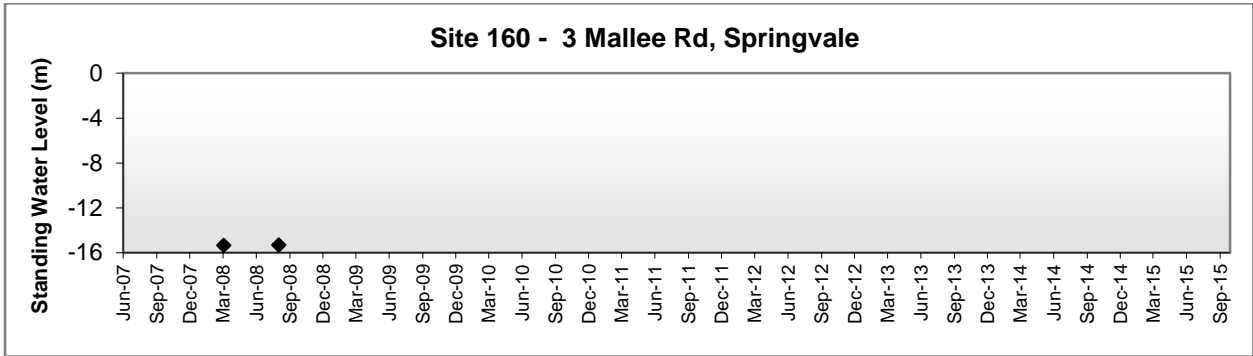 Site 160 - 3 Mallee Rd, Springvale
Standing Water Level (m)
0
-4
-8
-12
-16
Jun-07
Sep-07
Dec-07
Mar-08
Jun-08
Sep-08
Dec-08
Mar-09
Jun-09
Sep-09
Dec-09
Mar-10
Jun-10
Sep-10
Dec-10
Mar-11
Jun-11
Sep-11
Dec-11
Mar-12
Jun-12
Sep-12
Dec-12
Mar-13
Jun-13
Sep-13
Dec-13
Mar-14
Jun-14
Sep-14
Dec-14
Mar-15
Jun-15
Sep-15